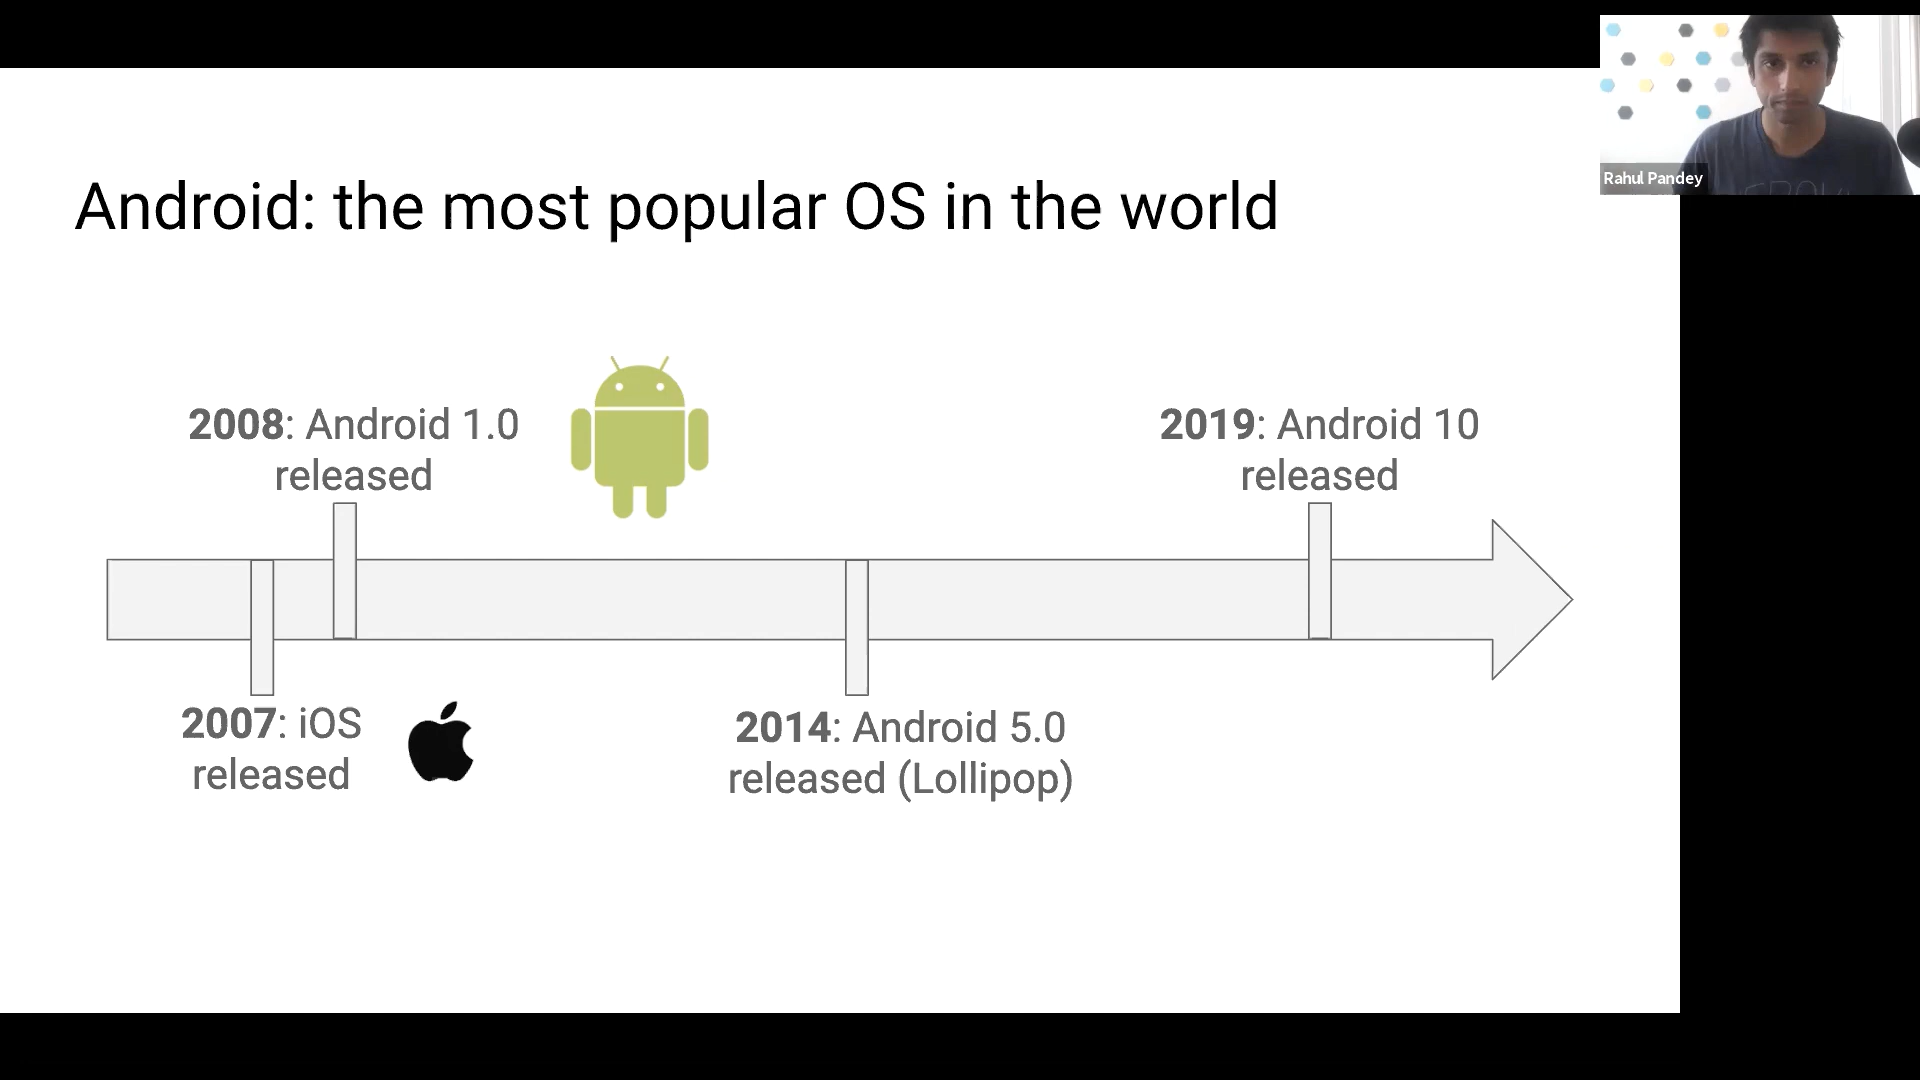 Rahul Pandey
Android: the most popular OS in the world
2008: Android 1.0
released
2019: Android 10
released
2007: iOS
released
2014: Android 5.0
released (Lollipop)